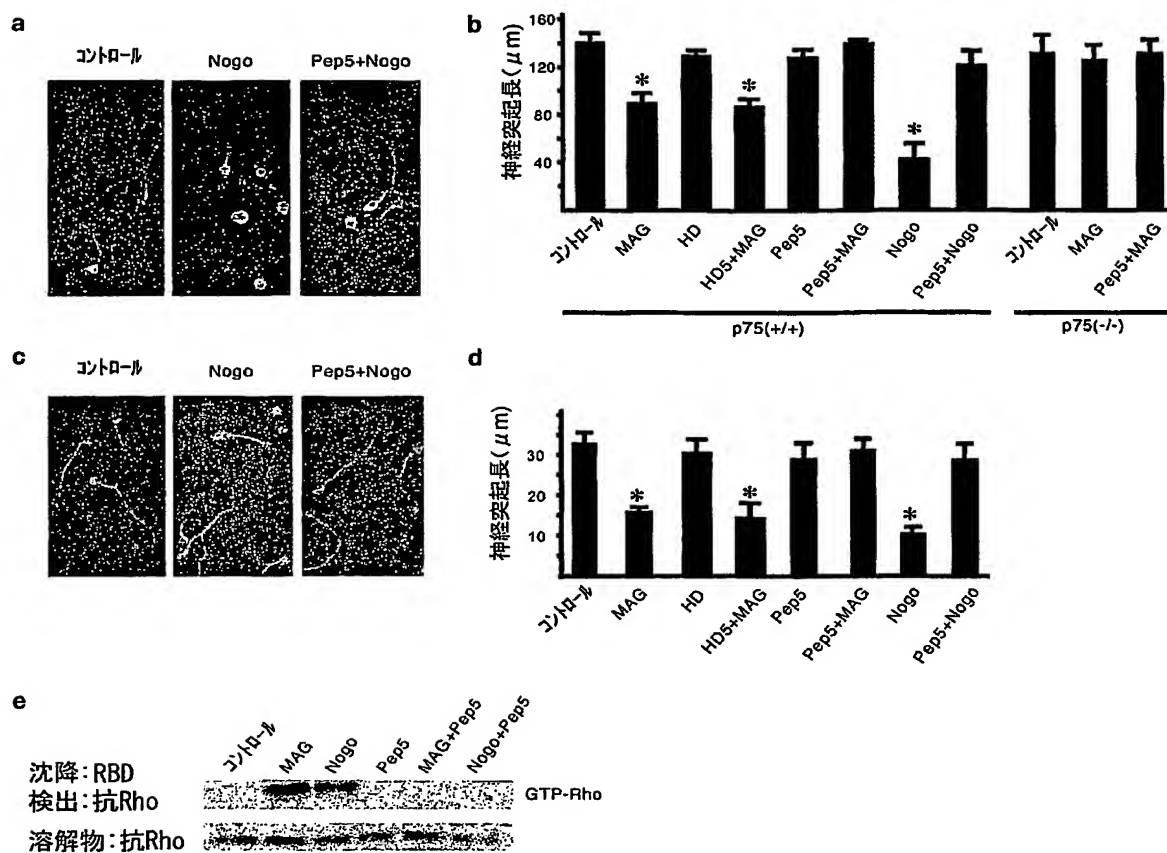 a
コントロール Nogo Pep5+Nogo
b
神経突起長(μm)
160
120
80
40
* * *
コントロール MAG HD HD5+MAG Pep5 Pep5+MAG Nogo Pep5+Nogo コントロール MAG Pep5+MAG
p75(+/+) p75(-/-)
c
コントロール Nogo Pep5+Nogo
d
神経突起長(μm)
30
20
10
* * *
コントロール MAG HD HD5+MAG Pep5 Pep5+MAG Nogo Pep5+Nogo
e
コントロール MAG Nogo Pep5 MAG+Pep5 Nogo+Pep5
沈降:RBD
検出:抗Rho
GTP-Rho
溶解物:抗Rho